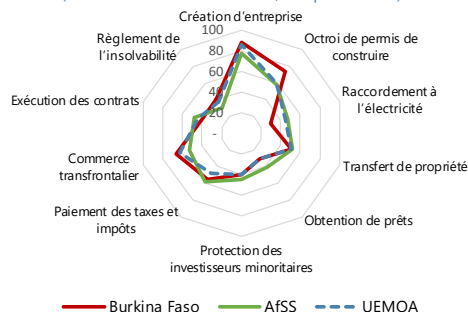 Création d'entreprise
Octroi de permis de
construire
Raccordement à
l'électricité
Transfert de propriété
Obtention de prêts
Protection des
investisseurs minoritaires
Paiement des taxes et
impôts
Commerce
transfrontalier
Exécution des contrats
Règlement de
l'insolvabilité
100
80
60
40
20
-
Burkina Faso
AfSS
UEMOA